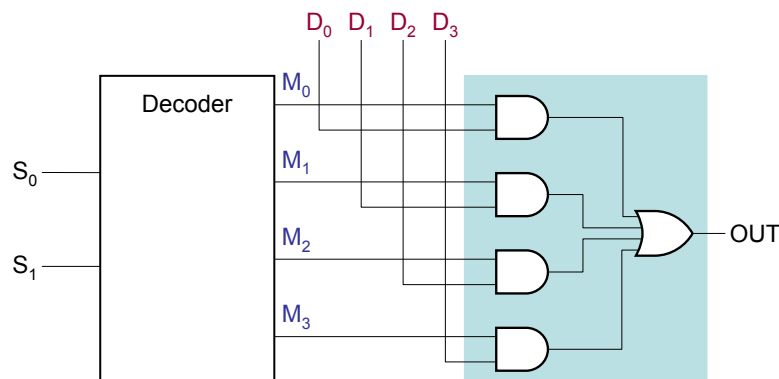 D₀ D₁ D₂ D₃
Decoder
M₀
S₀
M₁
S₁
M₂
M₃
OUT